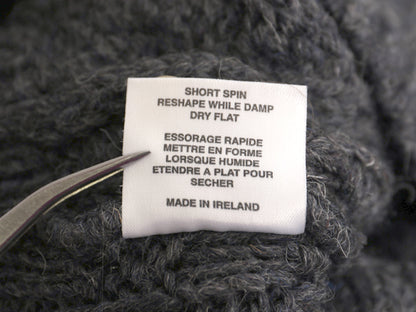 SHORT SPIN
RESHAPE WHILE DAMP
DRY FLAT
ESSORAGE RAPIDE
METTRE EN FORME
LORSQUE HUMIDE
ETENDRE A PLAT POUR
SECHER
MADE IN IRELAND